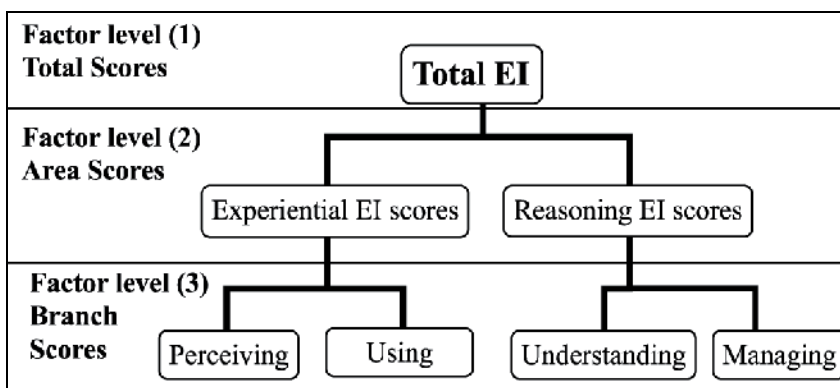 Factor level (1)
Total Scores
Total EI
Factor level (2)
Area Scores
Experiential EI scores
Reasoning EI scores
Factor level (3)
Branch
Scores
Perceiving
Using
Understanding
Managing